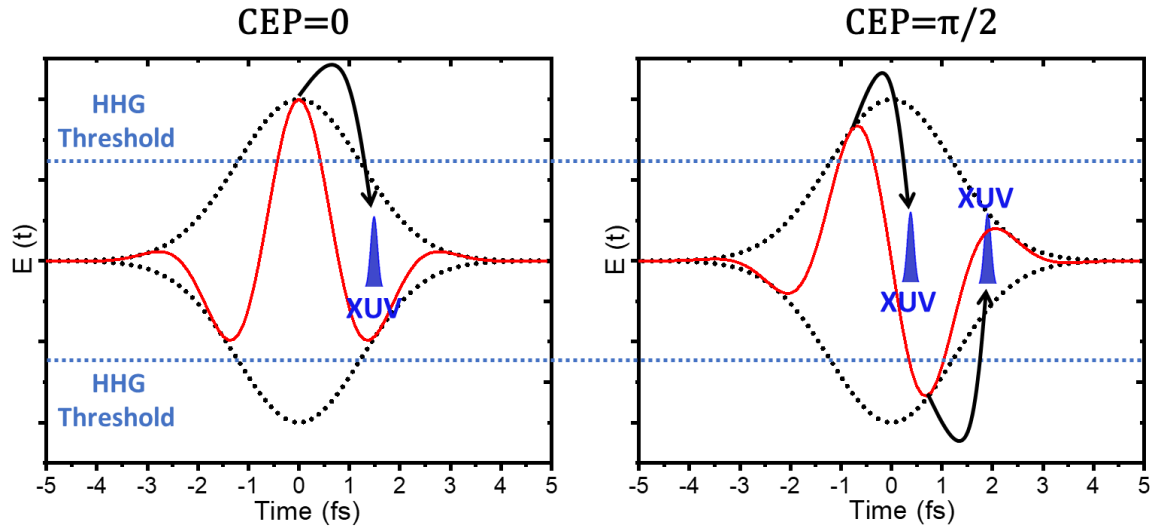 CEP=0
CEP=π/2
HHG
Threshold
XUV
HHG
Threshold
E (t)
-5 -4 -3 -2 -1 0 1 2 3 4 5
Time (fs)
XUV
XUV
E (t)
-5 -4 -3 -2 -1 0 1 2 3 4 5
Time (fs)